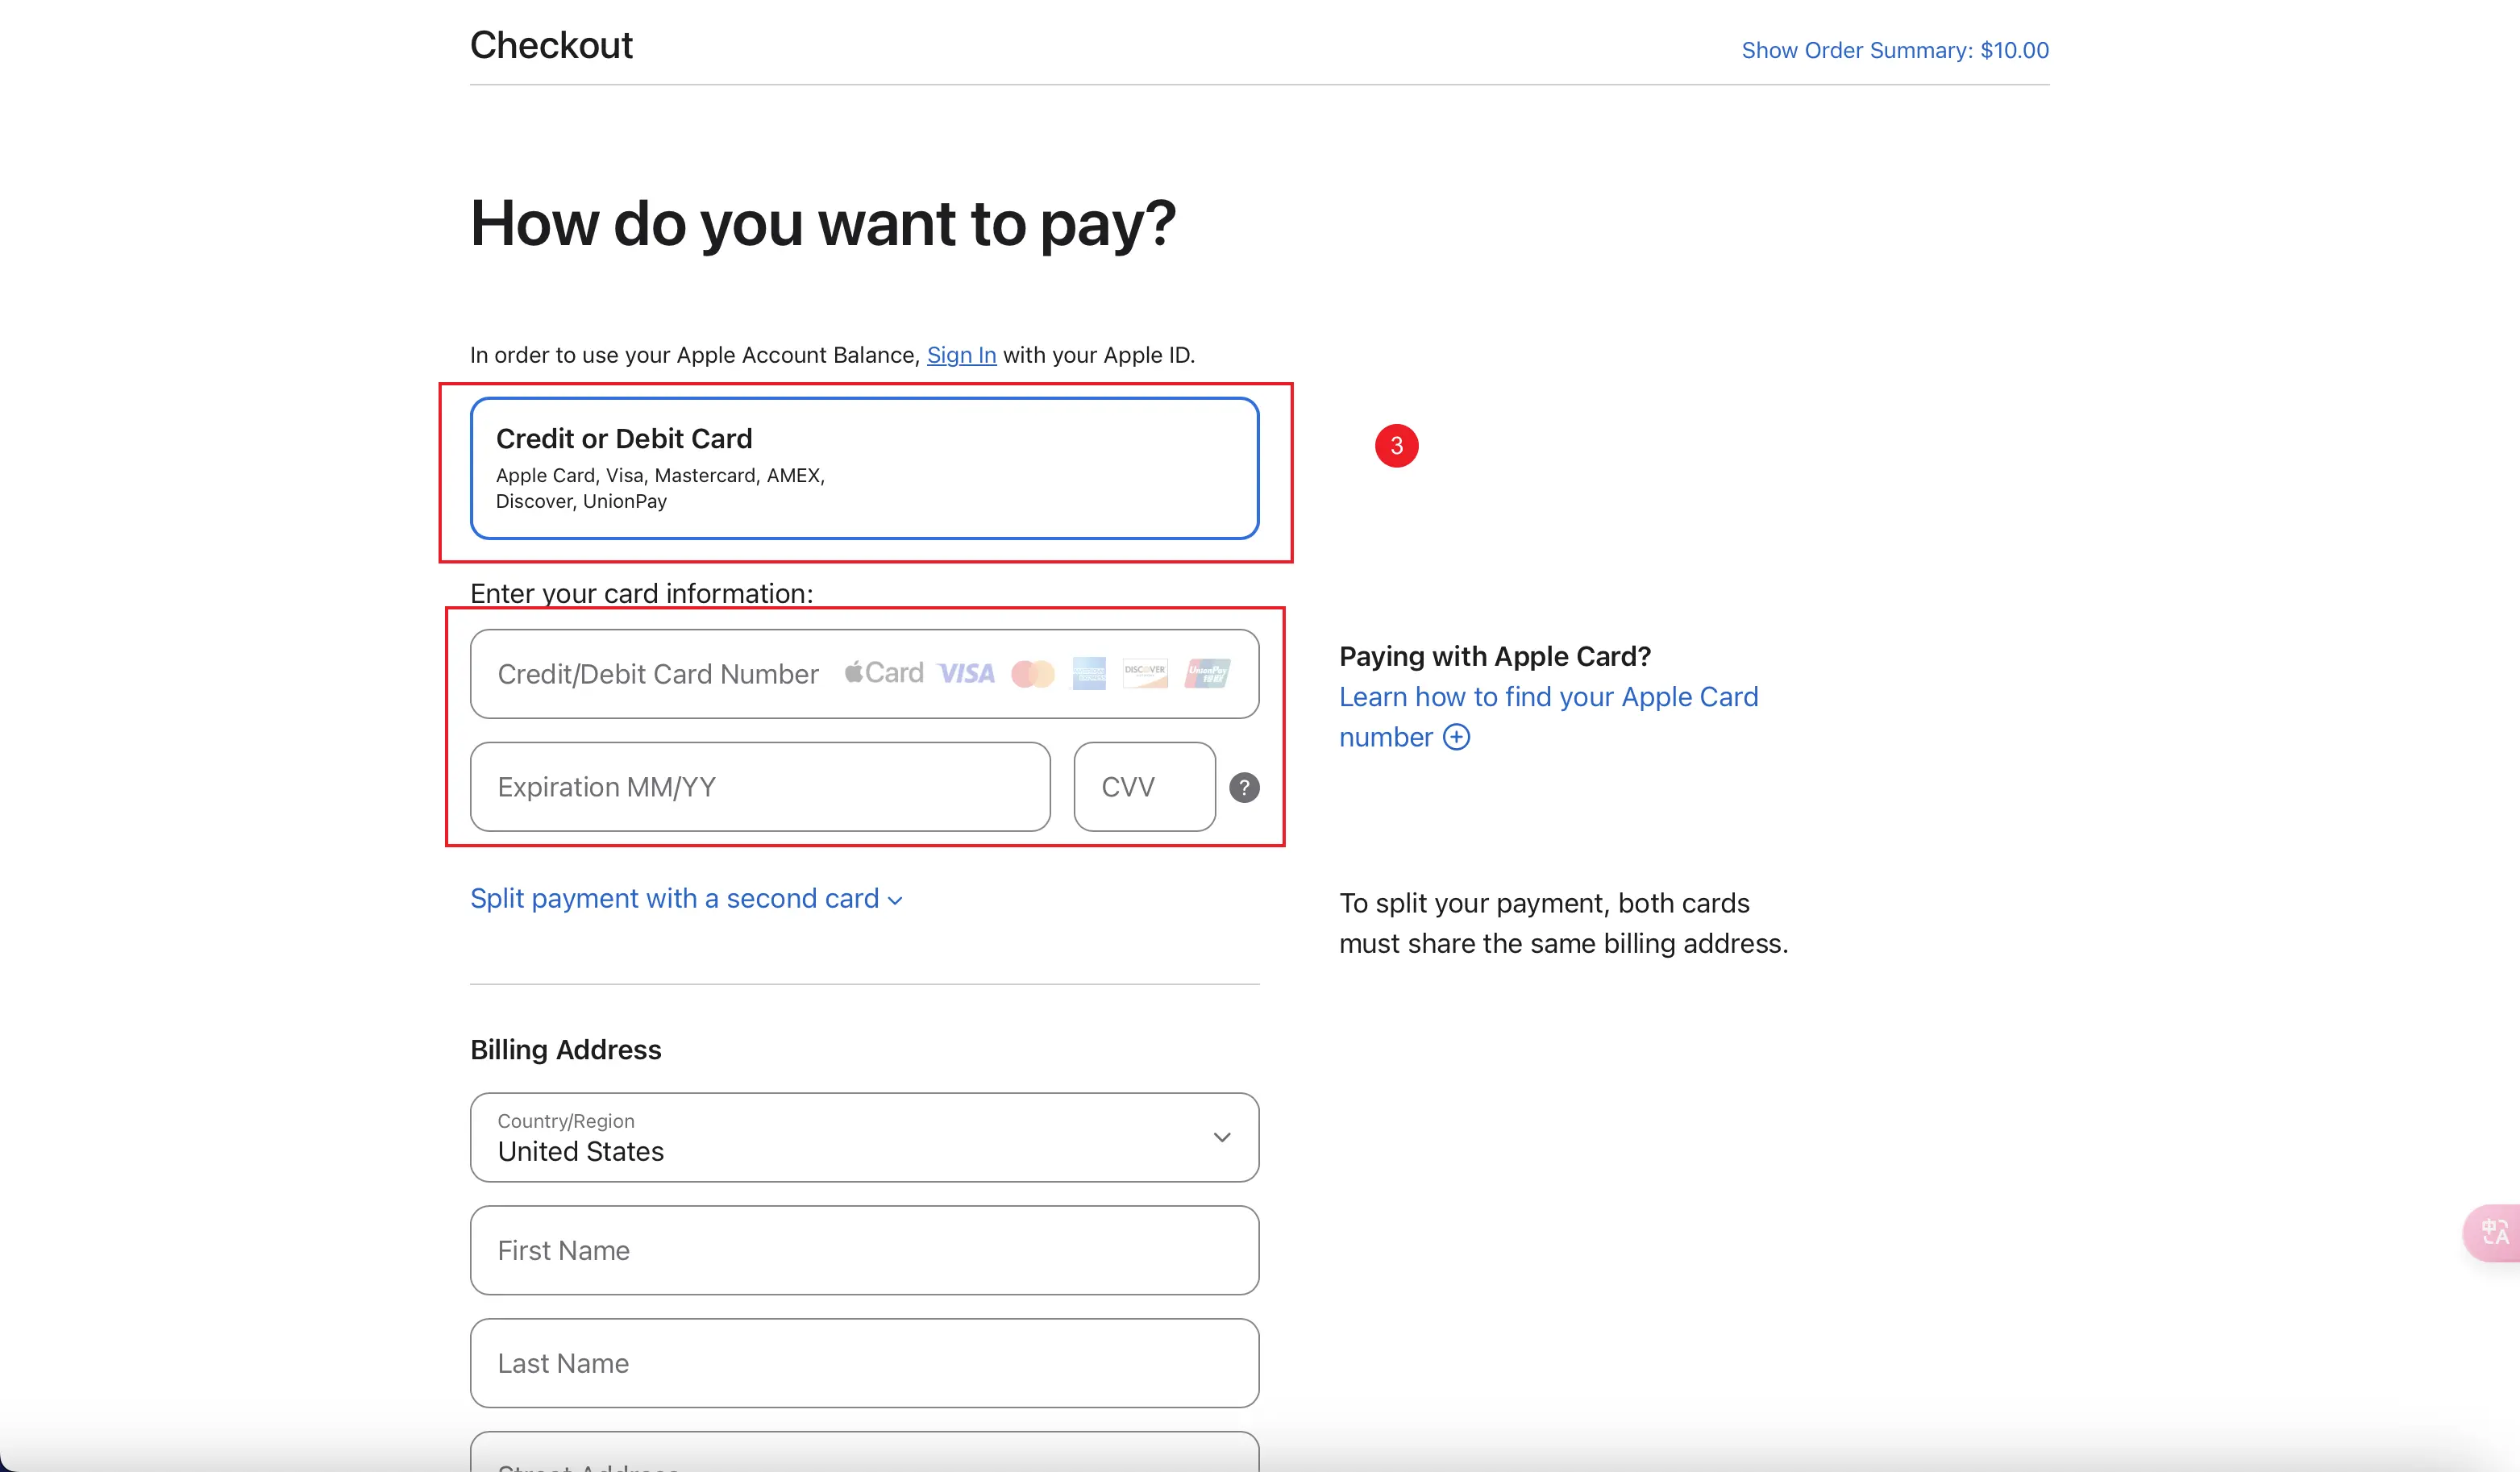 Checkout
Show Order Summary: $10.00
How do you want to pay?
In order to use your Apple Account Balance, Sign In with your Apple ID.
Credit or Debit Card
Apple Card, Visa, Mastercard, AMEX,
Discover, UnionPay
3
Enter your card information:
Credit/Debit Card Number Card VISA DISCOVER UnionPay
Paying with Apple Card?
Learn how to find your Apple Card
number
Expiration MM/YY
CVV
?
Split payment with a second card
To split your payment, both cards
must share the same billing address.
Billing Address
Country/Region
United States
First Name
Last Name
Street Address
中 A